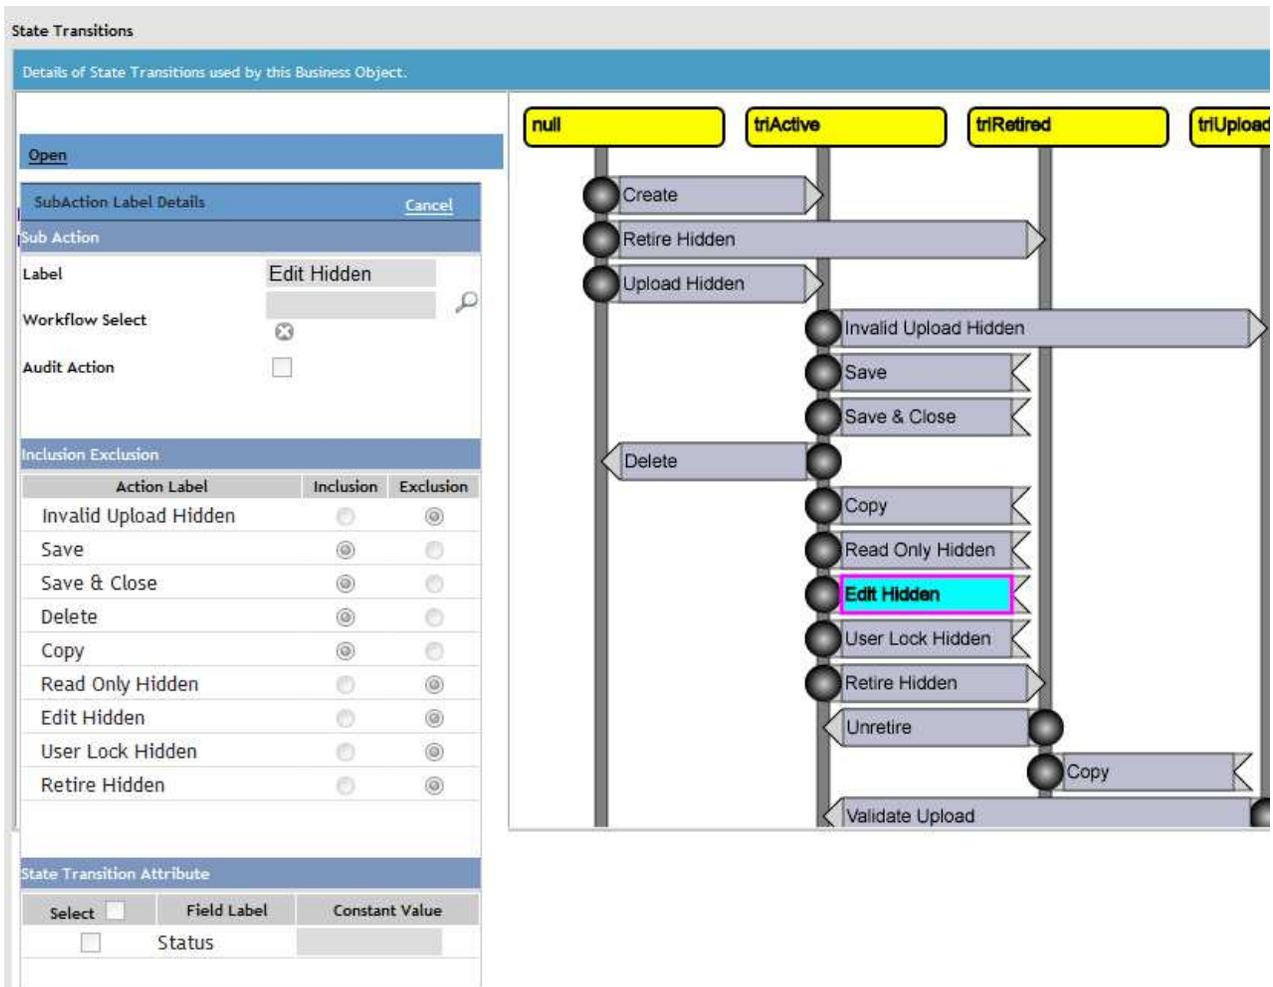 State Transitions
Details of State Transitions used by this Business Object.
Open
SubAction Label Details Cancel
Sub Action
Label Edit Hidden
Workflow Select
Audit Action
Inclusion Exclusion
Action Label Inclusion Exclusion
Invalid Upload Hidden
Save
Save & Close
Delete
Copy
Read Only Hidden
Edit Hidden
User Lock Hidden
Retire Hidden
State Transition Attribute
Select Field Label Constant Value
Status
null triActive triRetired triUpload
Create
Retire Hidden
Upload Hidden
Invalid Upload Hidden
Save
Save & Close
Delete
Copy
Read Only Hidden
Edit Hidden
User Lock Hidden
Retire Hidden
Unretire
Copy
Validate Upload